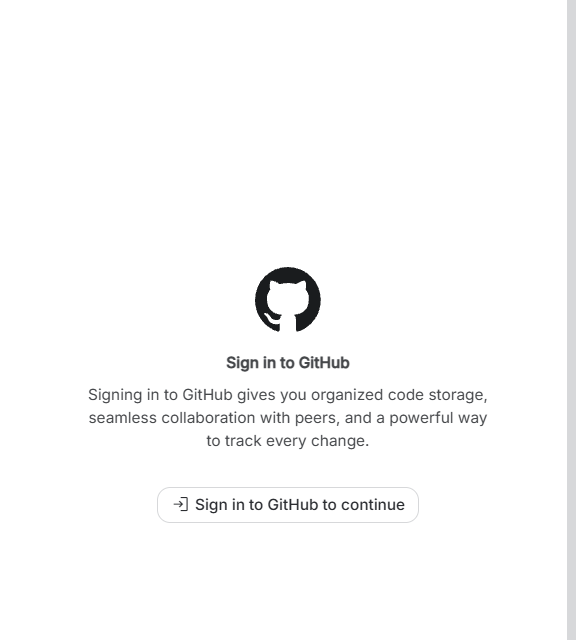 Sign in to GitHub
Signing in to GitHub gives you organized code storage,
seamless collaboration with peers, and a powerful way
to track every change.
Sign in to GitHub to continue